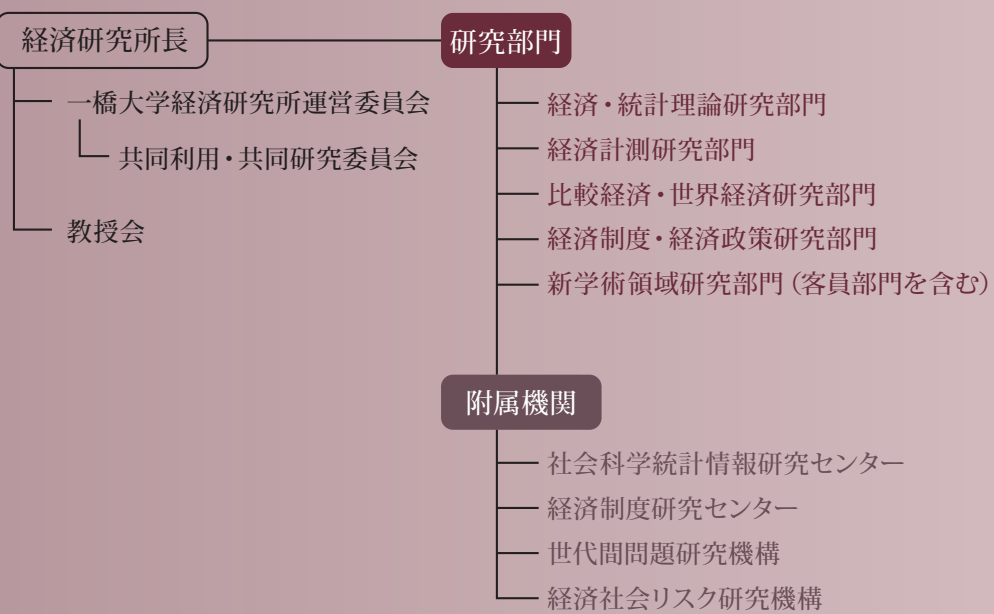 経済研究所長
一橋大学経済研究所運営委員会
共同利用・共同研究委員会
教授会
研究部門
経済・統計理論研究部門
経済計測研究部門
比較経済・世界経済研究部門
経済制度・経済政策研究部門
新学術領域研究部門(客員部門を含む)
附属機関
社会科学統計情報研究センター
経済制度研究センター
世代間問題研究機構
経済社会リスク研究機構